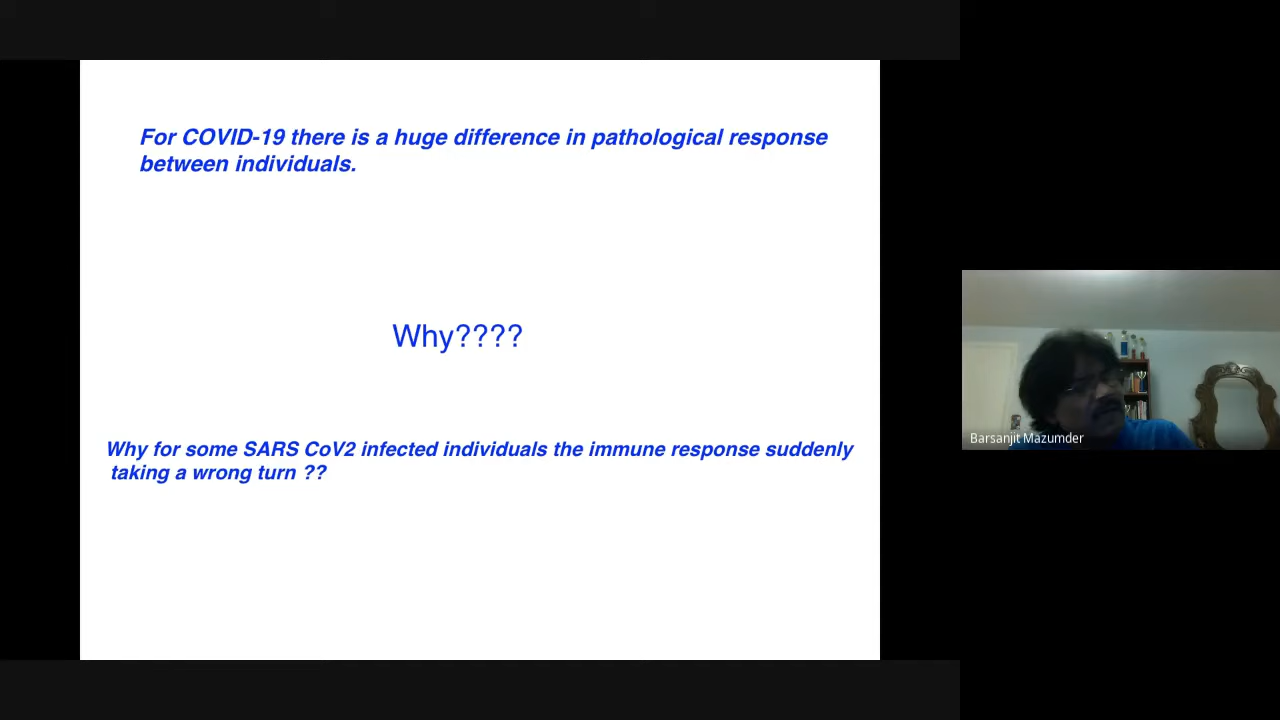 For COVID-19 there is a huge difference in pathological response
between individuals.
Why????
Why for some SARS CoV2 infected individuals the immune response suddenly
taking a wrong turn ??
Barsanjit Mazumder